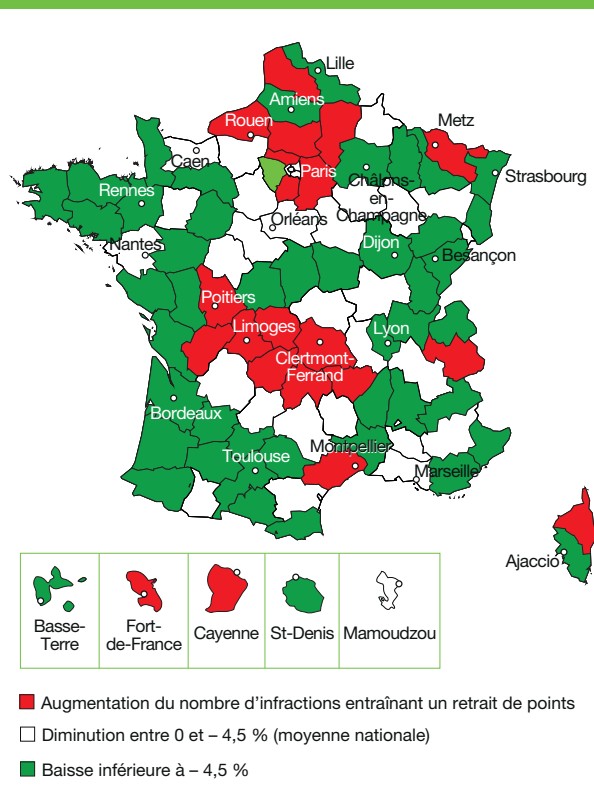 Lille
Amiens
Rouen
Metz
Caen
Paris
Strasbourg
Châlons-
en-
Champagne
Rennes
Orléans
Nantes
Dijon
Besançon
Poitiers
Limoges
Lyon
Clertmont-
Ferrand
Bordeaux
Montpellier
Toulouse
Marseille
Ajaccio
Basse-
Terre
Fort-
de-France
Cayenne
St-Denis
Mamoudzou
Augmentation du nombre d’infractions entraînant un retrait de points
Diminution entre 0 et – 4,5 % (moyenne nationale)
Baisse inférieure à – 4,5 %